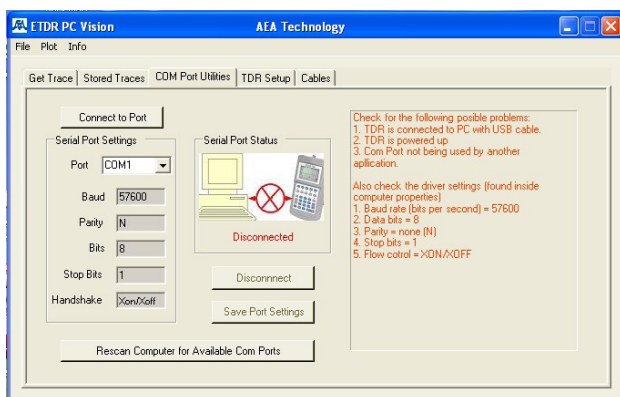 AEA ETDR PC Vision AEA Technology
File Plot Info
Get Trace Stored Traces COM Port Utilities TDR Setup Cables
Connect to Port
Serial Port Settings
Port COM1
Baud 57600
Parity N
Bits 8
Stop Bits 1
Handshake Xon/Xoff
Serial Port Status
Disconnected
Disconnnect
Save Port Settings
Rescan Computer for Available Com Ports
Check for the following posible problems:
1. TDR is connected to PC with USB cable.
2. TDR is powered up
3. Com Port not being used by another
apllication.
Also check the driver settings (found inside
computer properties)
1. Baud rate (bits per second) = 57600
2. Data bits = 8
3. Parity = none (N)
4. Stop bits = 1
5. Flow cotrol = XON/XOFF